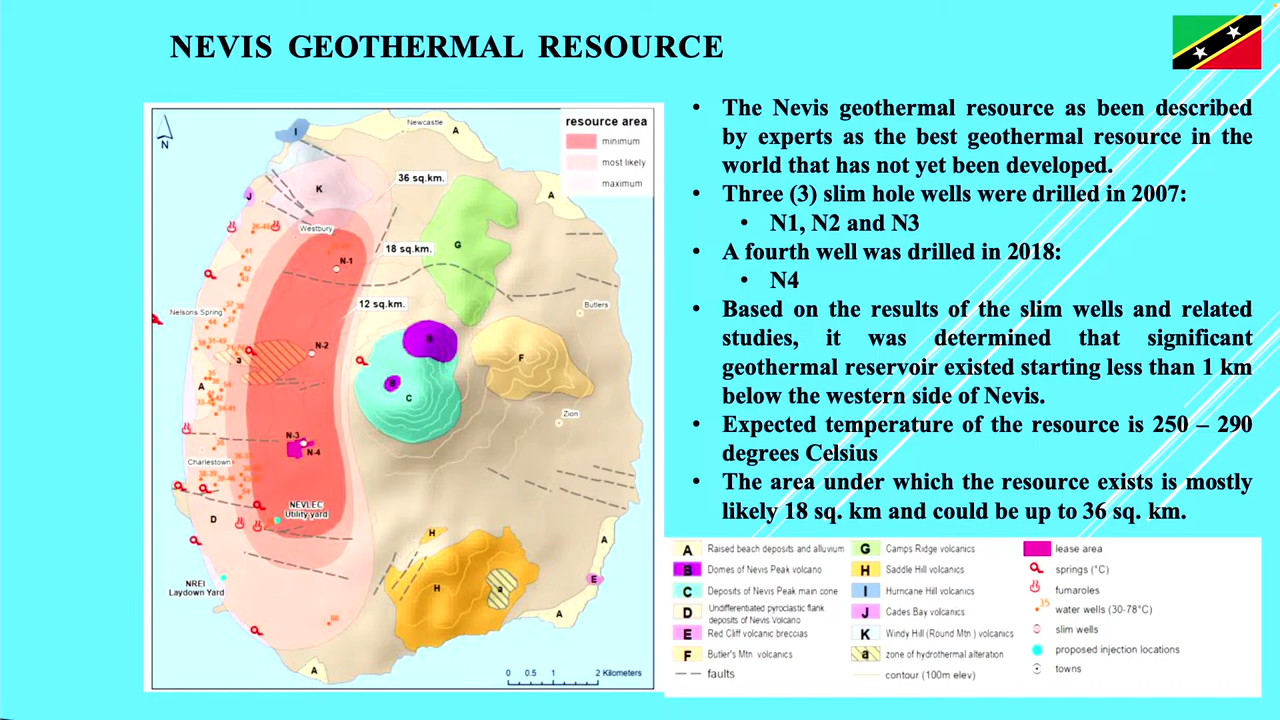 NEVIS GEOTHERMAL RESOURCE
• The Nevis geothermal resource as been described
by experts as the best geothermal resource in the
world that has not yet been developed.
• Three (3) slim hole wells were drilled in 2007:
• N1, N2 and N3
• A fourth well was drilled in 2018:
• N4
• Based on the results of the slim wells and related
studies, it was determined that significant
geothermal reservoir existed starting less than 1 km
below the western side of Nevis.
• Expected temperature of the resource is 250 – 290
degrees Celsius
• The area under which the resource exists is mostly
likely 18 sq. km and could be up to 36 sq. km.
resource area
minimum
most likely
maximum
N
I
Newcastle
A
K
J
36 sq.km.
A
Westbury
18 sq.km.
G
N-1
12 sq.km.
Butlers
Nelsons Spring
B
N-2
a
F
A
B
C
Zion
N-3
N-4
Charlestown
NEVLEC
Utility yard
D
H
A
E
NREI
Laydown Yard
H
a
A
A
0 0.5 1 2 Kilometers
A Raised beach deposits and alluvium
B Domes of Nevis Peak volcano
C Deposits of Nevis Peak main cone
D Undifferentiated pyroclastic flank
deposits of Nevis Volcano
E Red Cliff volcanic breccias
F Butler's Mtn volcanics
faults
G Camps Ridge volcanics
H Saddle Hill volcanics
I Hurricane Hill volcanics
J Cades Bay volcanics
K Windy Hill (Round Mtn ) volcanics
a zone of hydrothermal alteration
contour (100m elev)
lease area
springs (°C)
fumaroles
35 water wells (30-78°C)
slim wells
proposed injection locations
towns